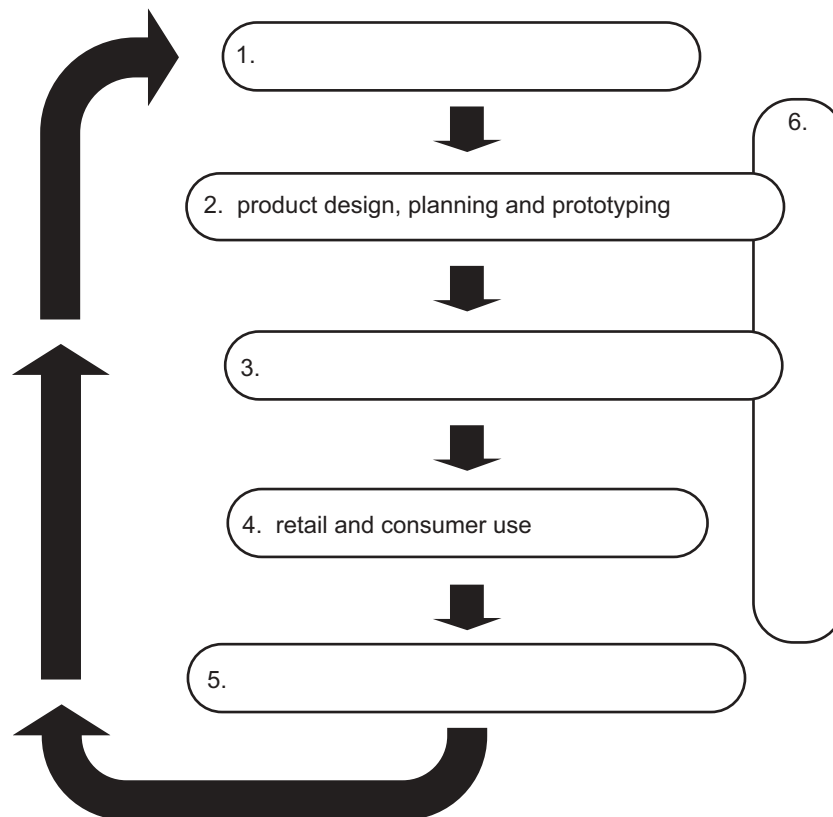 1.
6.
2. product design, planning and prototyping
3.
4. retail and consumer use
5.